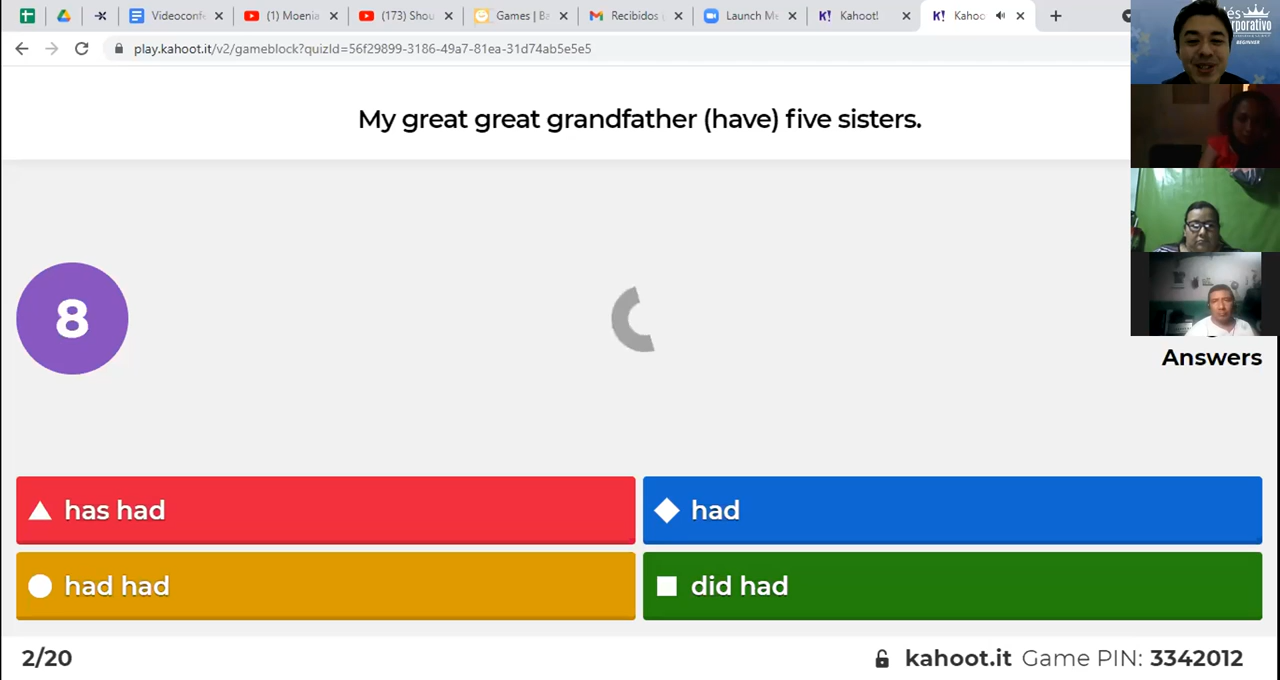 Videoconfe
(1) Moenia
(173) Shou
Games | Ba
Recibidos
Launch Me
Kahoot!
Kahoo
play.kahoot.it/v2/gameblock?quizId=56f29899-3186-49a7-81ea-31d74ab5e5e5
BEGINNER
My great great grandfather (have) five sisters.
8
Answers
has had
had
had had
did had
2/20
kahoot.it Game PIN: 3342012